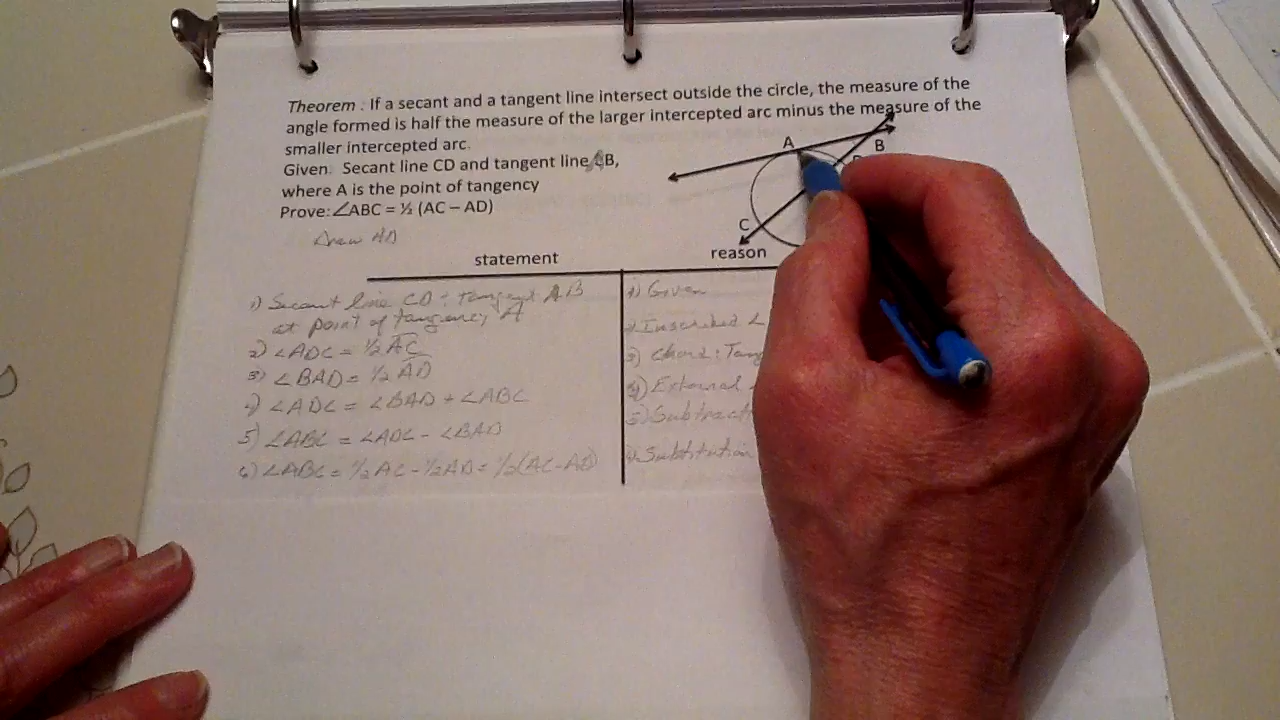 Theorem : If a secant and a tangent line intersect outside the circle, the measure of the
angle formed is half the measure of the larger intercepted arc minus the measure of the
smaller intercepted arc.
Given: Secant line CD and tangent line AB,
where A is the point of tangency
Prove: ∠ABC = ½ (AC – AD)
A
B
C
Draw AD
statement
reason
1) Secant line CD + tangent AB
at point of tangency A
2) ∠ADC = ½ AC
3) ∠BAD = ½ AD
4) ∠ADC = ∠BAD + ∠ABC
5) ∠ABC = ∠ADC - ∠BAD
6) ∠ABC = ½ AC - ½ AD = ½(AC-AD)
1) Given
2) Inscribed ∠
3) Chord : Tang
4) External
5) Subtract
6) Substitution